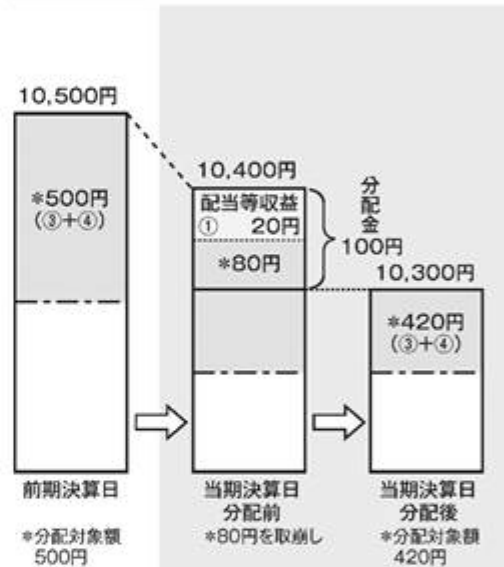 10,500円
*500円
(③+④)
前期決算日
*分配対象額
500円
10,400円
配当等収益
① 20円
*80円
分配金
100円
当期決算日
分配前
*80円を取崩し
10,300円
*420円
(③+④)
当期決算日
分配後
*分配対象額
420円